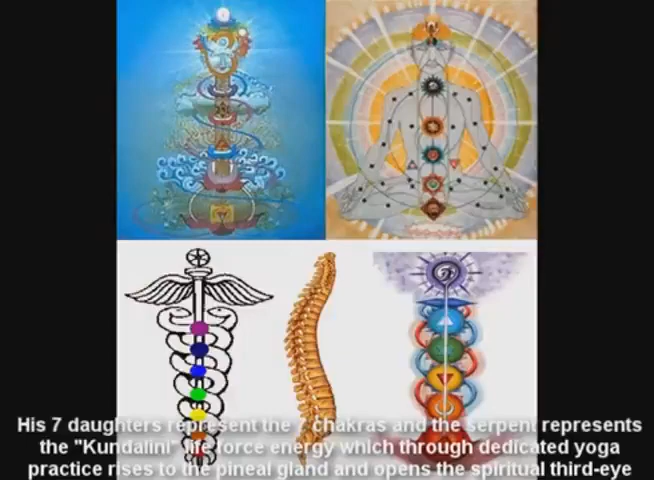 His 7 daughters represent the 7 chakras and the serpent represents
the "Kundalini" life force energy which through dedicated yoga
practice rises to the pineal gland and opens the spiritual third-eye